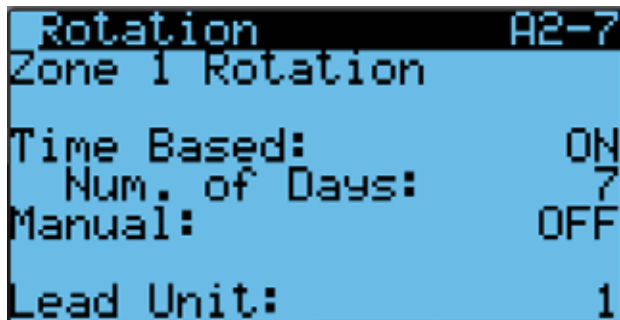 Rotation A2-7
Zone 1 Rotation
Time Based: ON
Num. of Days: 7
Manual: OFF
Lead Unit: 1